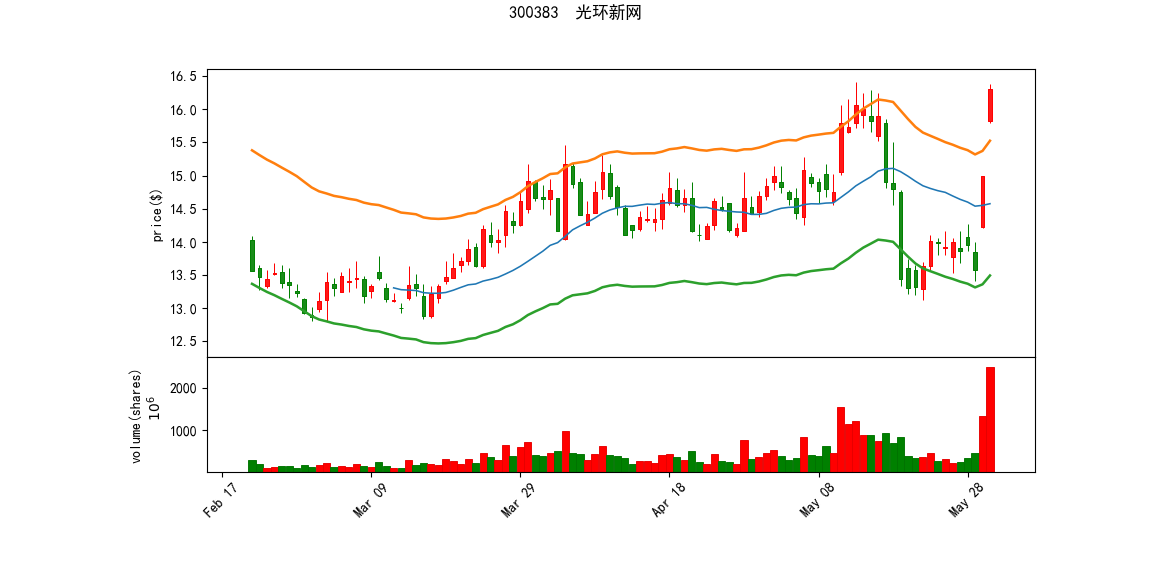 300383  光环新网
price($)
16.5
16.0
15.5
15.0
14.5
14.0
13.5
13.0
12.5
volume(shares)
10^6
2000
1000
Feb 17
Mar 09
Mar 29
Apr 18
May 08
May 28